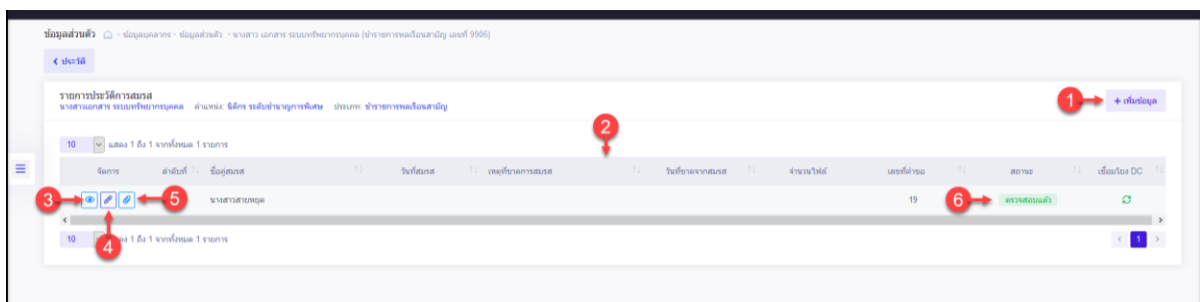 ข้อมูลส่วนตัว - ข้อมูลบุคลากร - ข้อมูลส่วนตัว - นางสาว เอกสาร ระบบทรัพยากรบุคคล (ข้าราชการพลเรือนสามัญ เลขที่ 9906)
ประวัติ
รายการประวัติการสมรส
นางสาวเอกสาร ระบบทรัพยากรบุคคล ตำแหน่ง: นิติกร ระดับชำนาญการพิเศษ ประเภท: ข้าราชการพลเรือนสามัญ
1 + เพิ่มข้อมูล
2
10 แสดง 1 ถึง 1 จากทั้งหมด 1 รายการ
จัดการ ลำดับที่ ชื่อคู่สมรส วันที่สมรส เหตุที่ขาดการสมรส วันที่ขาดจากสมรส จำนวนไฟล์ เลขที่คำขอ สถานะ เชื่อมโยง DC
3 5 นางสาวสายหยุด 19 6 ตรวจสอบแล้ว
4
10 แสดง 1 ถึง 1 จากทั้งหมด 1 รายการ 1